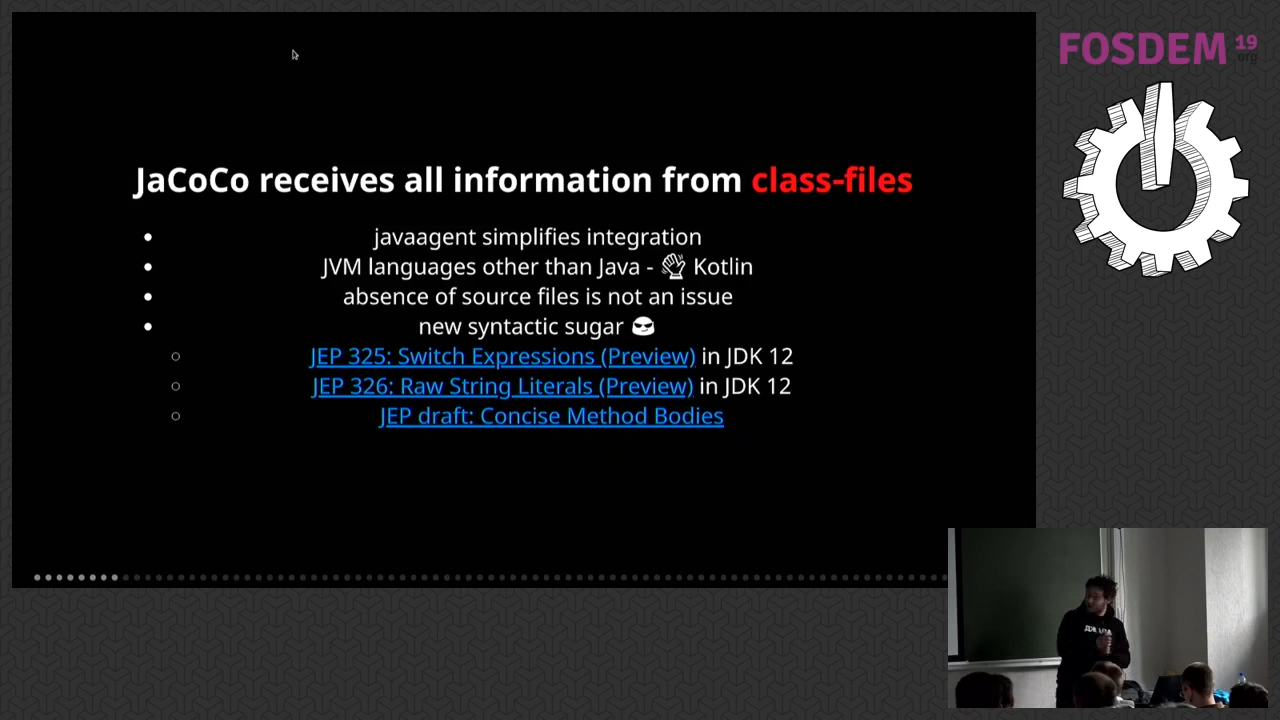 FOSDEM 19
.org
JaCoCo receives all information from class-files
javaagent simplifies integration
JVM languages other than Java - 👋 Kotlin
absence of source files is not an issue
new syntactic sugar 😎
JEP 325: Switch Expressions (Preview) in JDK 12
JEP 326: Raw String Literals (Preview) in JDK 12
JEP draft: Concise Method Bodies